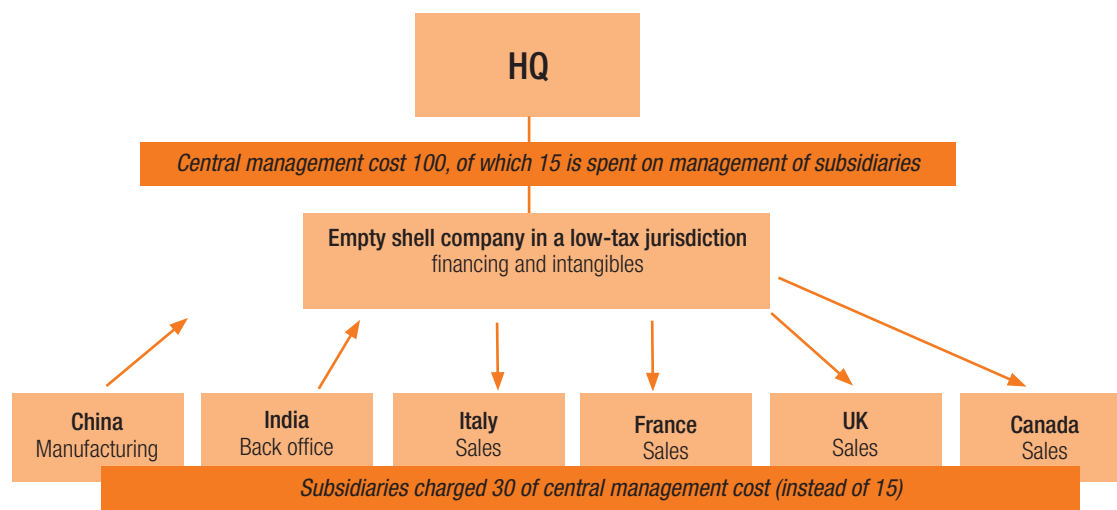 HQ
Central management cost 100, of which 15 is spent on management of subsidiaries
Empty shell company in a low-tax jurisdiction
financing and intangibles
China
Manufacturing
India
Back office
Italy
Sales
France
Sales
UK
Sales
Canada
Sales
Subsidiaries charged 30 of central management cost (instead of 15)